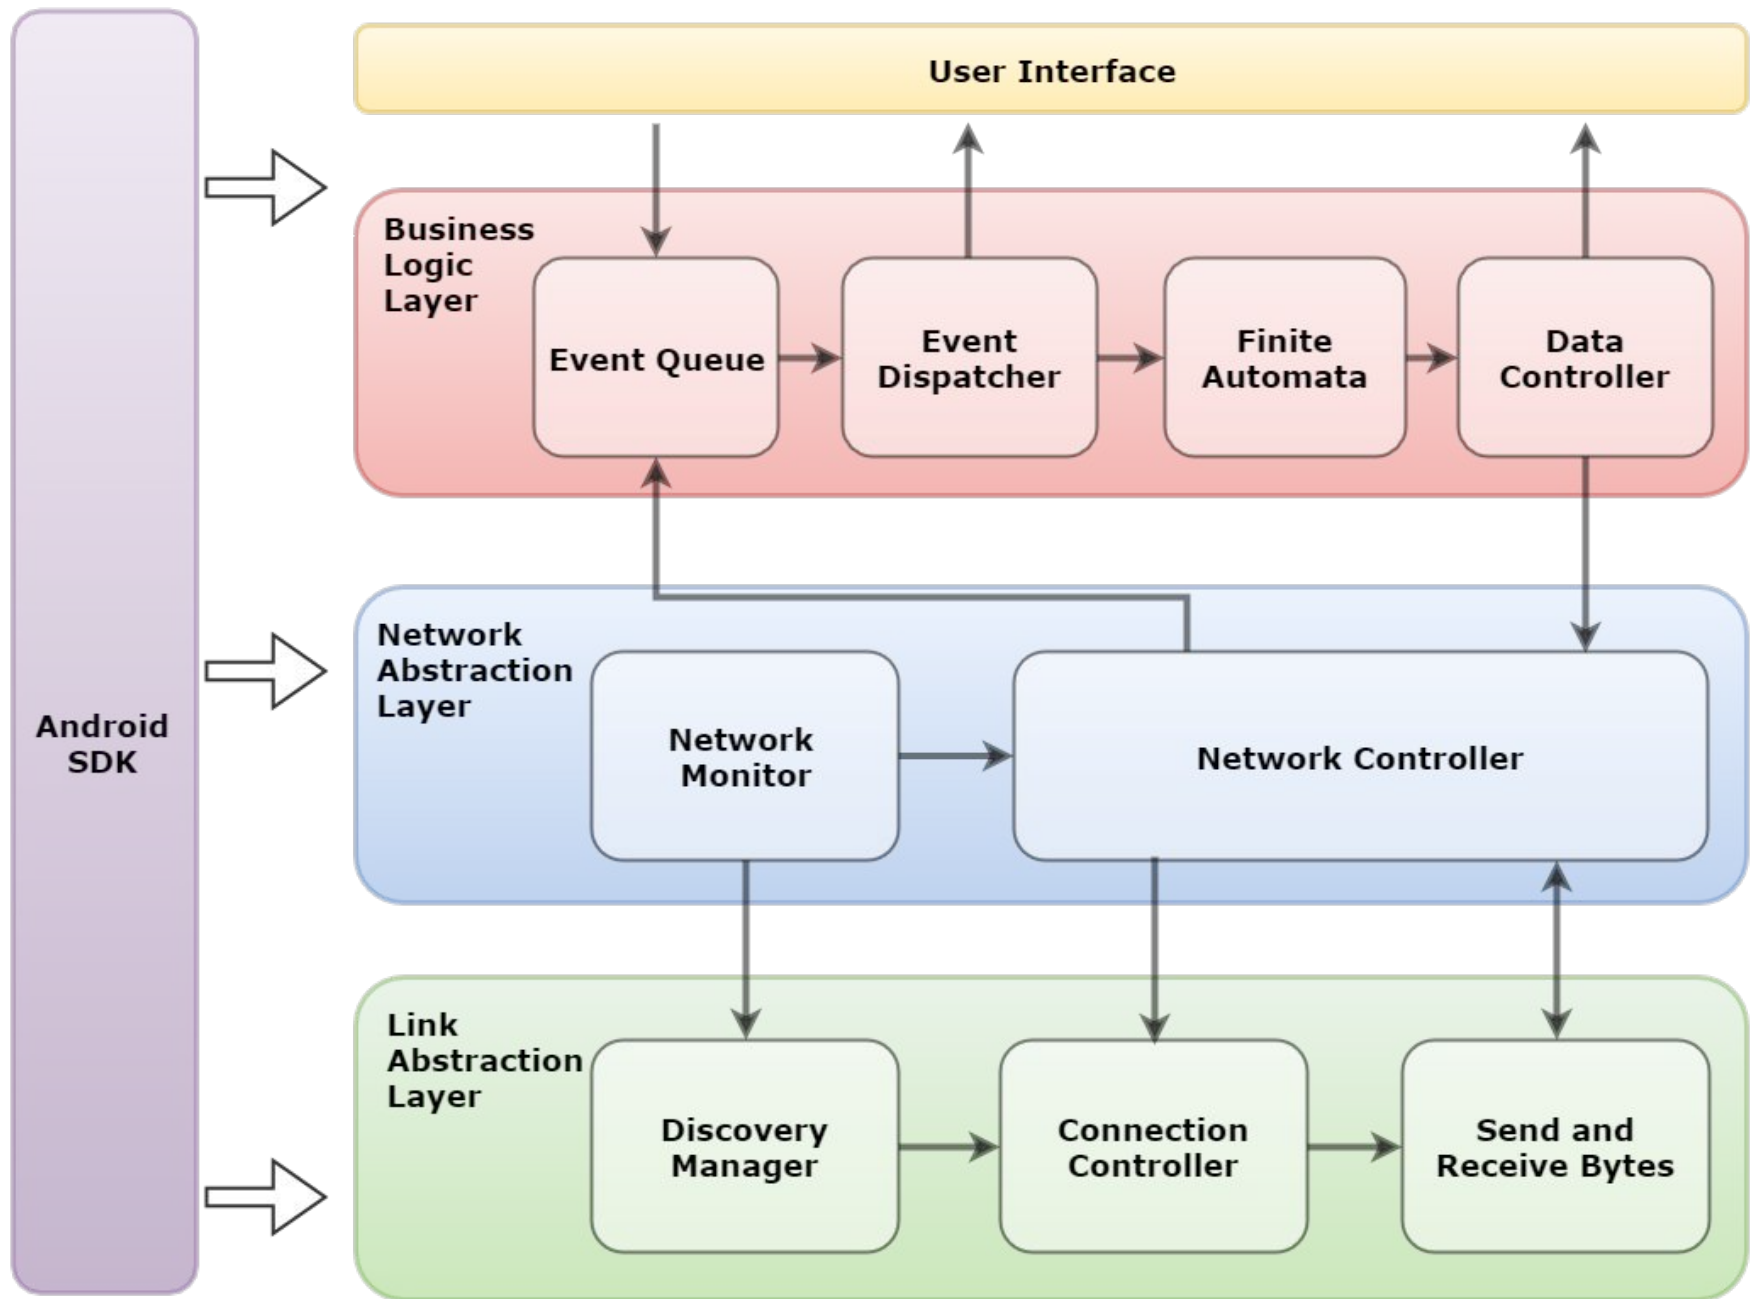 User Interface
Business
Logic
Layer
Event Queue
Event
Dispatcher
Finite
Automata
Data
Controller
Android
SDK
Network
Abstraction
Layer
Network
Monitor
Network Controller
Link
Abstraction
Layer
Discovery
Manager
Connection
Controller
Send and
Receive Bytes